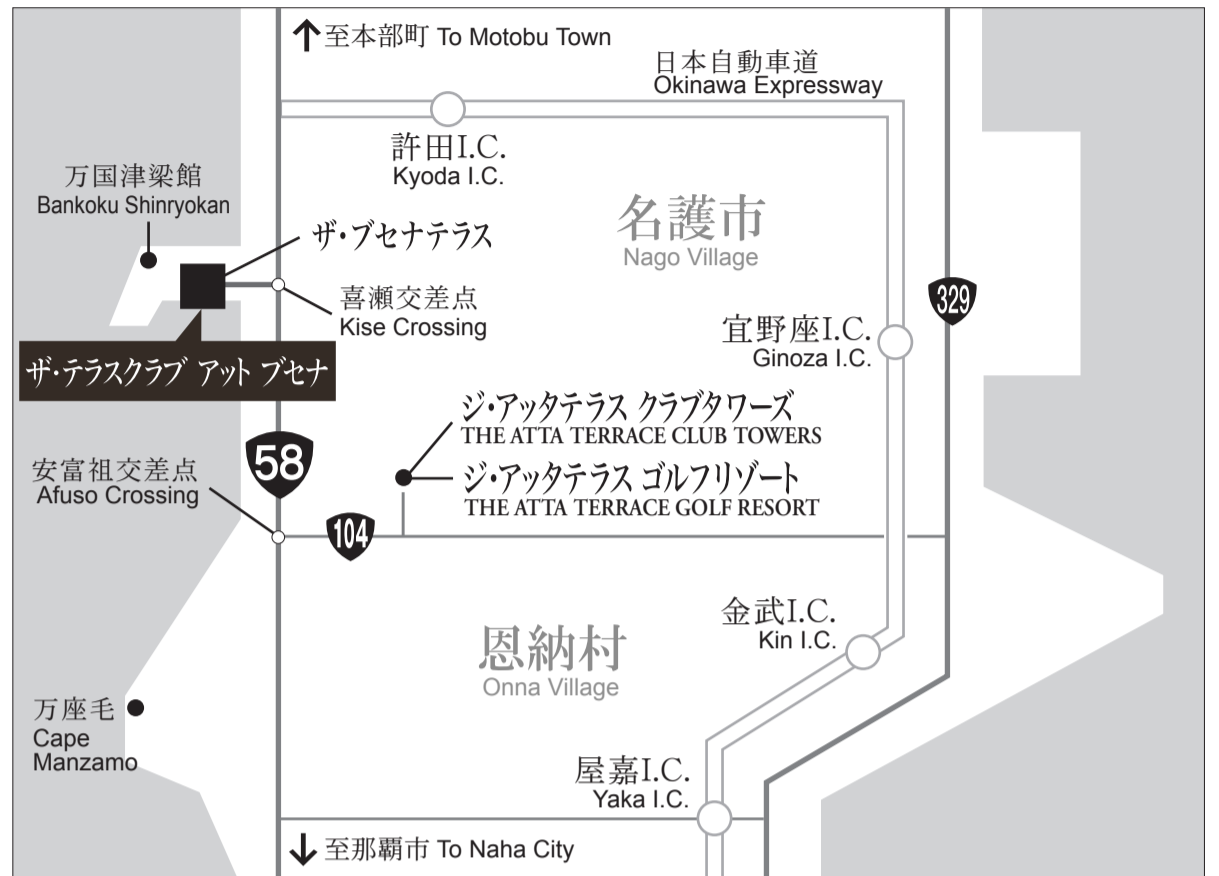 至本部町 To Motobu Town
日本自動車道
Okinawa Expressway
許田I.C.
Kyoda I.C.
万国津梁館
Bankoku Shinryokan
名護市
Nago Village
ザ・ブセナテラス
喜瀬交差点
Kise Crossing
329
宜野座I.C.
Ginoza I.C.
ザ・テラスクラブ アット ブセナ
ジ・アッタテラス クラブタワーズ
THE ATTA TERRACE CLUB TOWERS
58
安富祖交差点
Afuso Crossing
ジ・アッタテラス ゴルフリゾート
THE ATTA TERRACE GOLF RESORT
104
金武I.C.
Kin I.C.
恩納村
Onna Village
万座毛
Cape
Manzamo
屋嘉I.C.
Yaka I.C.
至那覇市 To Naha City